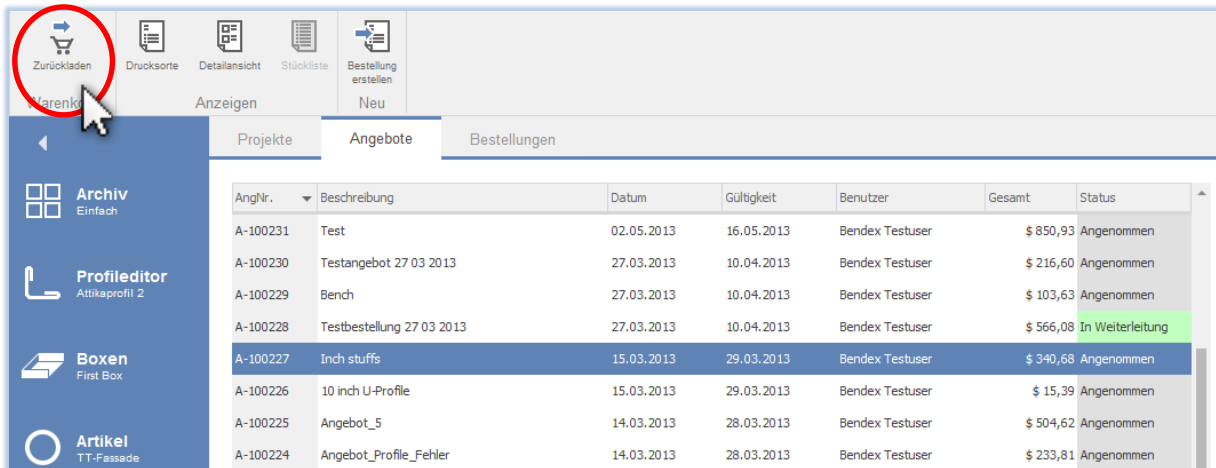 Zurückladen
Drucksorte
Detailansicht
Stückliste
Bestellung
erstellen
Anzeigen
Neu
Projekte
Angebote
Bestellungen
Archiv
Einfach
Profileditor
Attikaprofil 2
Boxen
First Box
Artikel
TT-Fassade
AngNr. Beschreibung Datum Gültigkeit Benutzer Gesamt Status
A-100231 Test 02.05.2013 16.05.2013 Bendex Testuser $ 850,93 Angenommen
A-100230 Testangebot 27 03 2013 27.03.2013 10.04.2013 Bendex Testuser $ 216,60 Angenommen
A-100229 Bench 27.03.2013 10.04.2013 Bendex Testuser $ 103,63 Angenommen
A-100228 Testbestellung 27 03 2013 27.03.2013 10.04.2013 Bendex Testuser $ 566,08 In Weiterleitung
A-100227 Inch stuffs 15.03.2013 29.03.2013 Bendex Testuser $ 340,68 Angenommen
A-100226 10 inch U-Profile 15.03.2013 29.03.2013 Bendex Testuser $ 15,39 Angenommen
A-100225 Angebot_5 14.03.2013 28.03.2013 Bendex Testuser $ 504,62 Angenommen
A-100224 Angebot_Profile_Fehler 14.03.2013 28.03.2013 Bendex Testuser $ 233,81 Angenommen